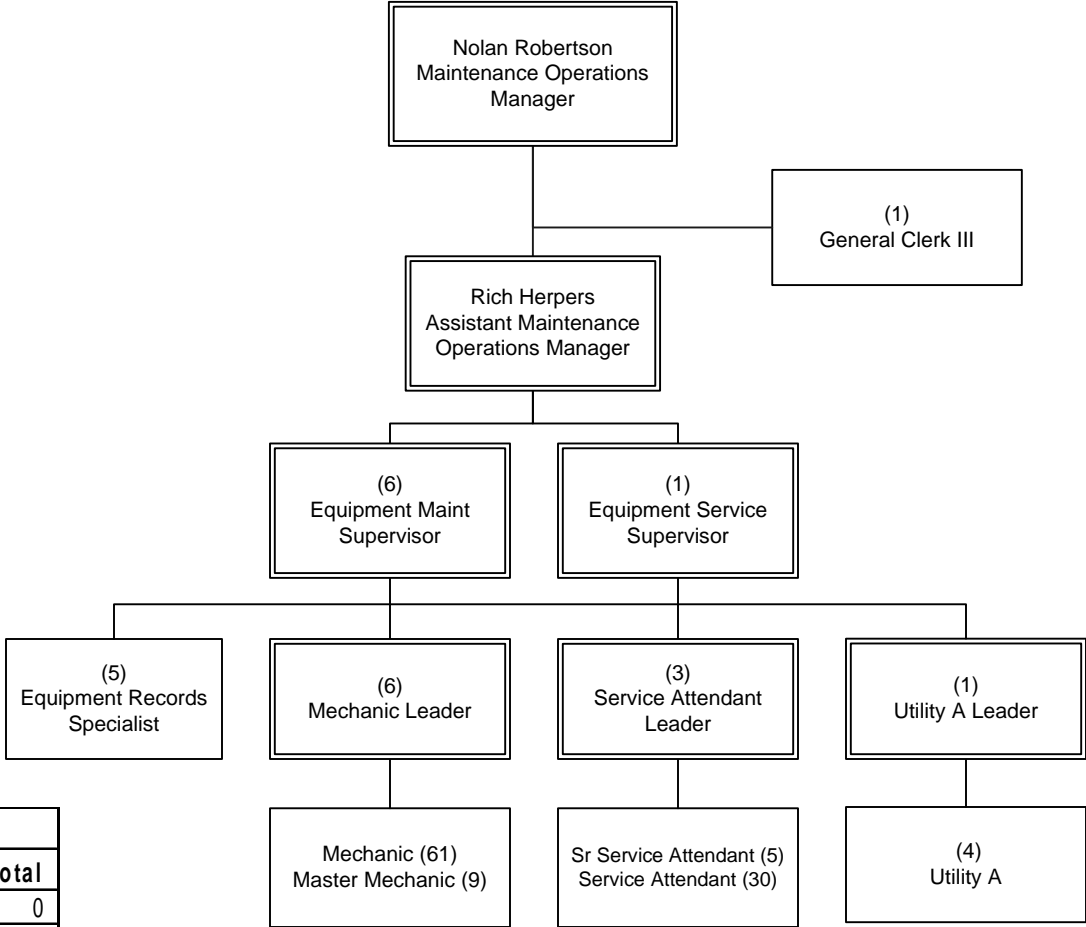 Nolan Robertson
Maintenance Operations
Manager
(1)
General Clerk III
Rich Herpers
Assistant Maintenance
Operations Manager
(6)
Equipment Maint
Supervisor
(1)
Equipment Service
Supervisor
(5)
Equipment Records
Specialist
(6)
Mechanic Leader
(3)
Service Attendant
Leader
(1)
Utility A Leader
Mechanic (61)
Master Mechanic (9)
Sr Service Attendant (5)
Service Attendant (30)
(4)
Utility A
0